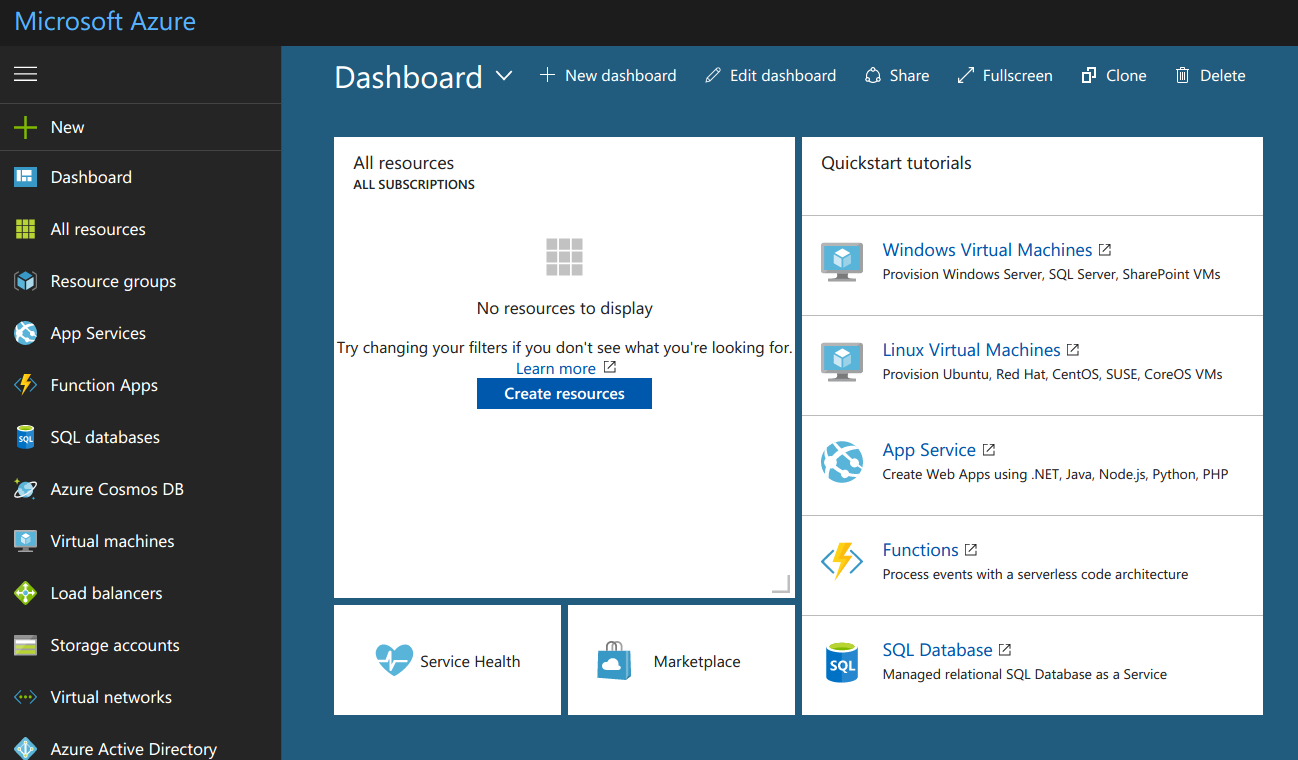 Microsoft Azure
New
Dashboard
All resources
Resource groups
App Services
Function Apps
SQL databases
Azure Cosmos DB
Virtual machines
Load balancers
Storage accounts
Virtual networks
Azure Active Directory
Dashboard
New dashboard
Edit dashboard
Share
Fullscreen
Clone
Delete
All resources
ALL SUBSCRIPTIONS
No resources to display
Try changing your filters if you don't see what you're looking for.
Learn more
Create resources
Service Health
Marketplace
Quickstart tutorials
Windows Virtual Machines
Provision Windows Server, SQL Server, SharePoint VMs
Linux Virtual Machines
Provision Ubuntu, Red Hat, CentOS, SUSE, CoreOS VMs
App Service
Create Web Apps using .NET, Java, Node.js, Python, PHP
Functions
Process events with a serverless code architecture
SQL
SQL Database
Managed relational SQL Database as a Service